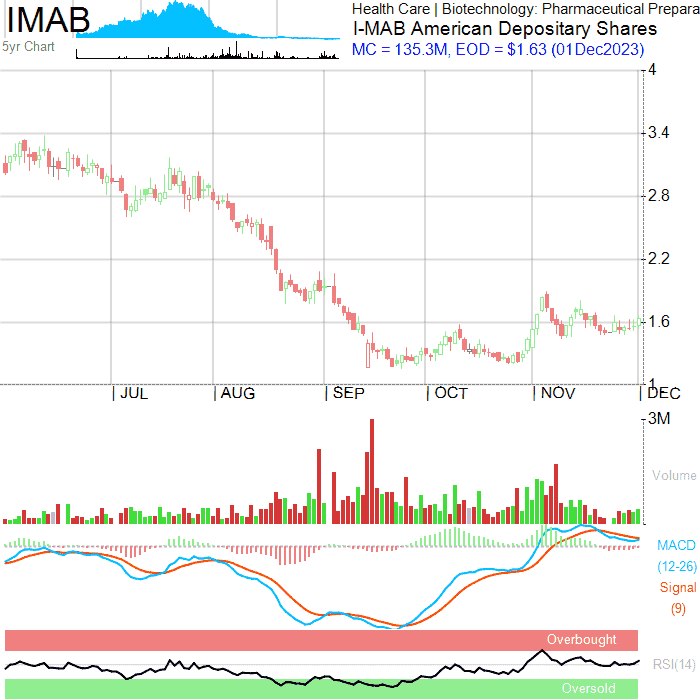 IMAB
5yr Chart
Health Care | Biotechnology: Pharmaceutical Prepara
I-MAB American Depositary Shares
MC = 135.3M, EOD = $1.63 (01Dec2023)
4
3.4
2.8
2.2
1.6
1
JUL
AUG
SEP
OCT
NOV
DEC
3M
Volume
MACD
(12-26)
Signal
(9)
Overbought
RSI(14)
Oversold